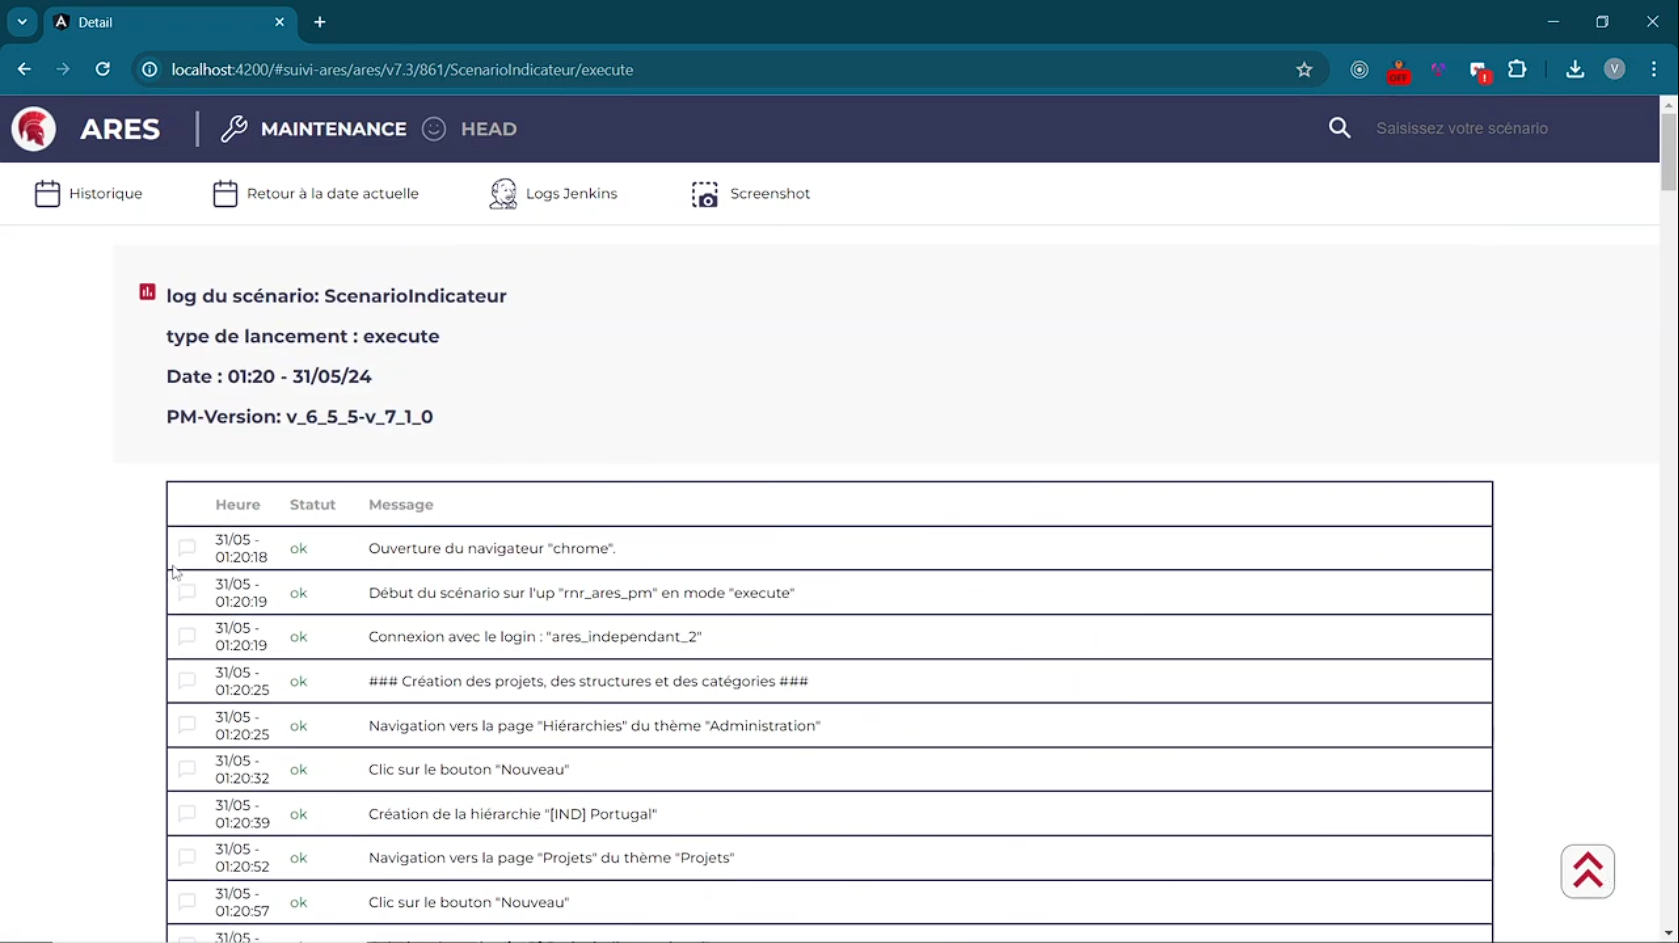 Detail
localhost:4200/#suivi-ares/ares/v7.3/861/ScenarioIndicateur/execute
OFF
!
V
ARES
MAINTENANCE
HEAD
Saisissez votre scénario
Historique
Retour à la date actuelle
Logs Jenkins
Screenshot
log du scénario: ScenarioIndicateur
type de lancement : execute
Date : 01:20 - 31/05/24
PM-Version: v_6_5_5-v_7_1_0
Heure Statut Message
31/05 -
01:20:18 ok Ouverture du navigateur "chrome".
31/05 -
01:20:19 ok Début du scénario sur l'up "rnr_ares_pm" en mode "execute"
31/05 -
01:20:19 ok Connexion avec le login : "ares_independant_2"
31/05 -
01:20:25 ok ### Création des projets, des structures et des catégories ###
31/05 -
01:20:25 ok Navigation vers la page "Hiérarchies" du thème "Administration"
31/05 -
01:20:32 ok Clic sur le bouton "Nouveau"
31/05 -
01:20:39 ok Création de la hiérarchie "[IND] Portugal"
31/05 -
01:20:52 ok Navigation vers la page "Projets" du thème "Projets"
31/05 -
01:20:57 ok Clic sur le bouton "Nouveau"
31/05 -